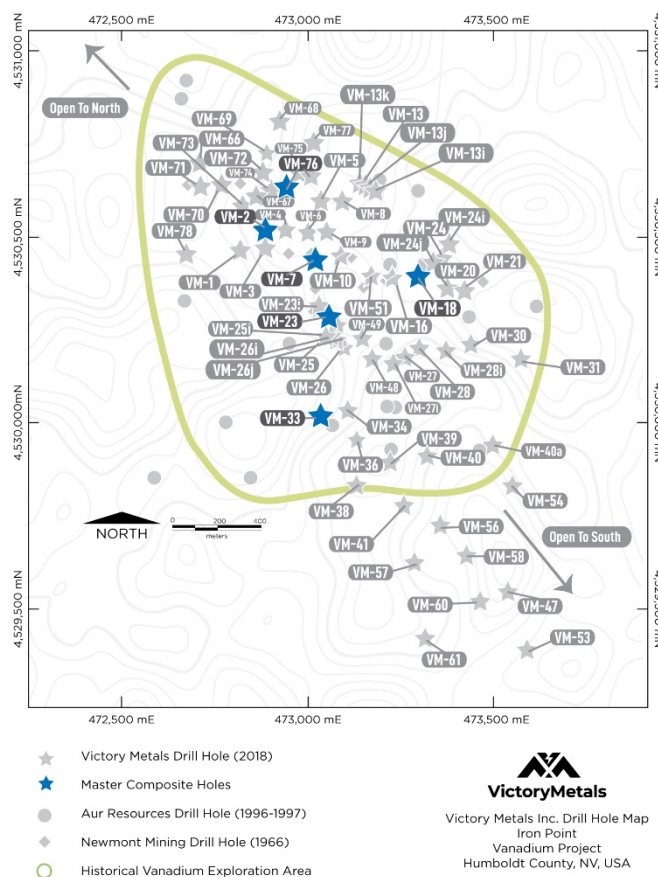 472,500 mE
473,000 mE
473,500 mE
4,531,000 mN
4,530,500 mN
4,530,000 mN
4,529,500 mN
Open To North
VM-13k
VM-68
VM-13
VM-69
VM-77
VM-13j
VM-66
VM-73
VM-75
VM-5
VM-72
VM-76
VM-13i
VM-71
VM-74
VM-67
VM-70
VM-2
VM-4
VM-6
VM-8
VM-24i
VM-24
VM-78
VM-9
VM-24j
VM-21
VM-20
VM-7
VM-10
VM-1
VM-3
VM-51
VM-18
VM-23i
VM-23
VM-49
VM-16
VM-25i
VM-30
VM-26i
VM-25
VM-26j
VM-31
VM-28i
VM-27
VM-26
VM-48
VM-28
VM-27i
VM-33
VM-34
VM-39
VM-40a
VM-40
VM-36
VM-54
VM-38
NORTH
0 200 400
meters
VM-56
Open To South
VM-41
VM-58
VM-57
VM-60
VM-47
VM-53
VM-61
472,500 mE
473,000 mE
473,500 mE
Victory Metals Drill Hole (2018)
Master Composite Holes
Aur Resources Drill Hole (1996-1997)
Newmont Mining Drill Hole (1966)
Historical Vanadium Exploration Area
VictoryMetals
Victory Metals Inc. Drill Hole Map
Iron Point
Vanadium Project
Humboldt County, NV, USA